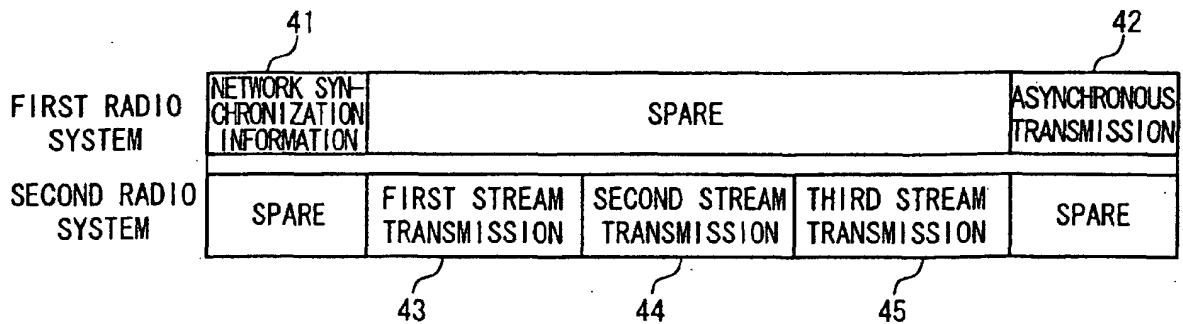 41
42
FIRST RADIO
SYSTEM
NETWORK SYN-
CHRONIZATION
INFORMATION
SPARE
ASYNCHRONOUS
TRANSMISSION
SECOND RADIO
SYSTEM
SPARE
FIRST STREAM
TRANSMISSION
SECOND STREAM
TRANSMISSION
THIRD STREAM
TRANSMISSION
SPARE
43
44
45